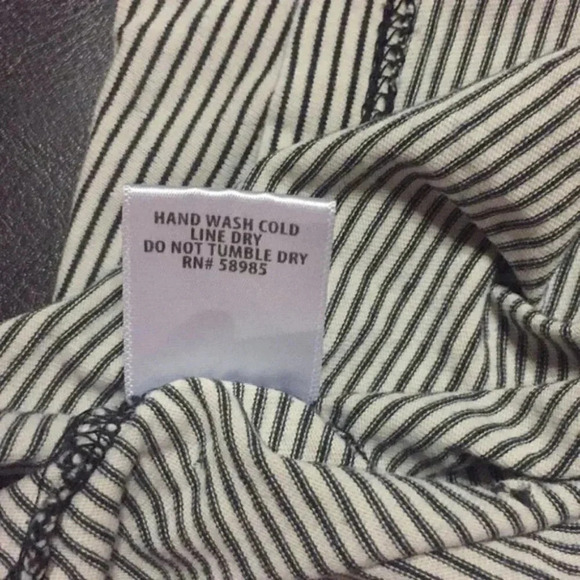 HAND WASH COLD
LINE DRY
DO NOT TUMBLE DRY
RN# 58985